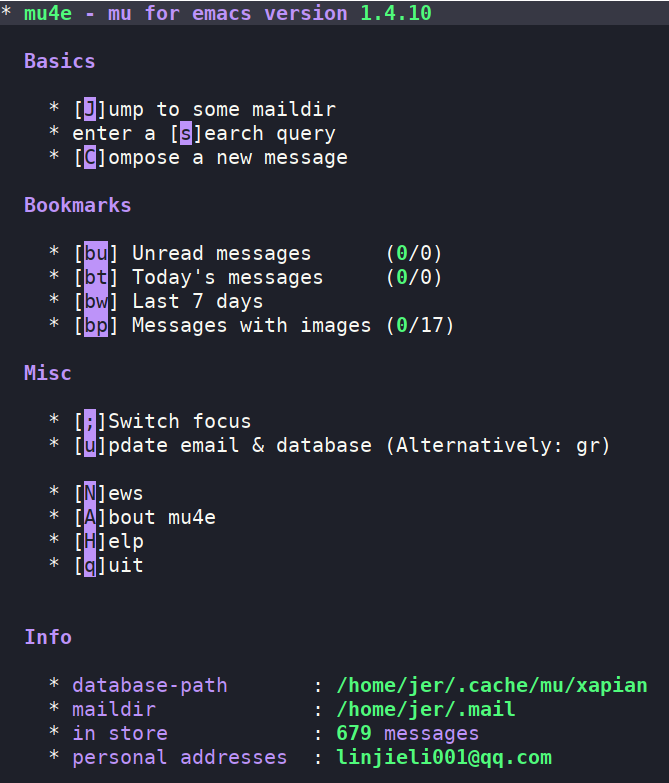 * mu4e - mu for emacs version 1.4.10
Basics
* [J]ump to some maildir
* enter a [s]earch query
* [C]ompose a new message
Bookmarks
* [bu] Unread messages (0/0)
* [bt] Today's messages (0/0)
* [bw] Last 7 days
* [bp] Messages with images (0/17)
Misc
* [;]Switch focus
* [u]pdate email & database (Alternatively: gr)
* [N]ews
* [A]bout mu4e
* [H]elp
* [q]uit
Info
* database-path : /home/jer/.cache/mu/xapian
* maildir : /home/jer/.mail
* in store : 679 messages
* personal addresses : linjieli001@qq.com